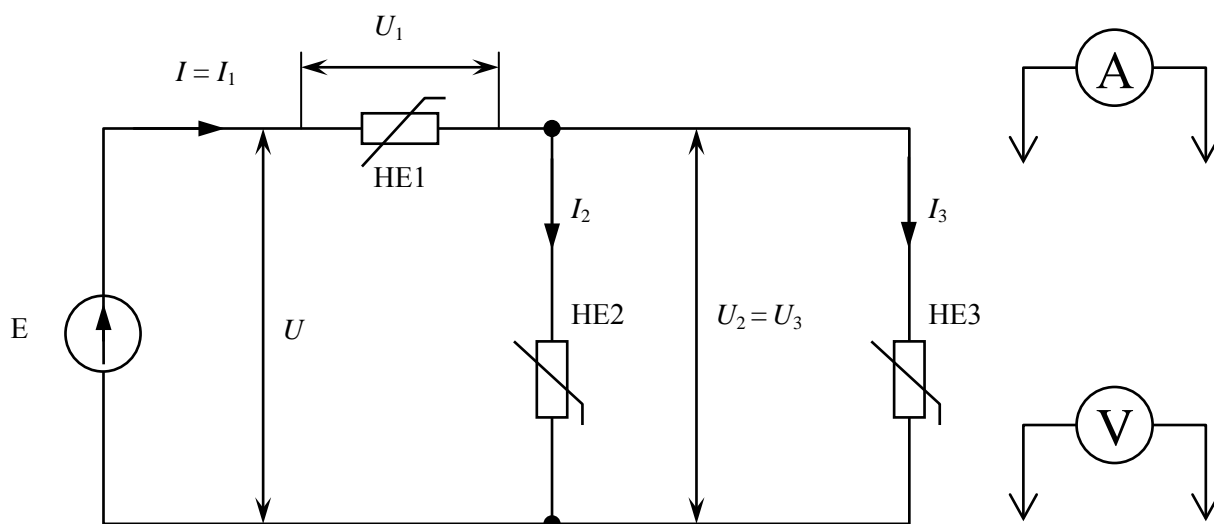 U1
I = I1
A
HE1
I2
I3
E
U
HE2
U2 = U3
HE3
V